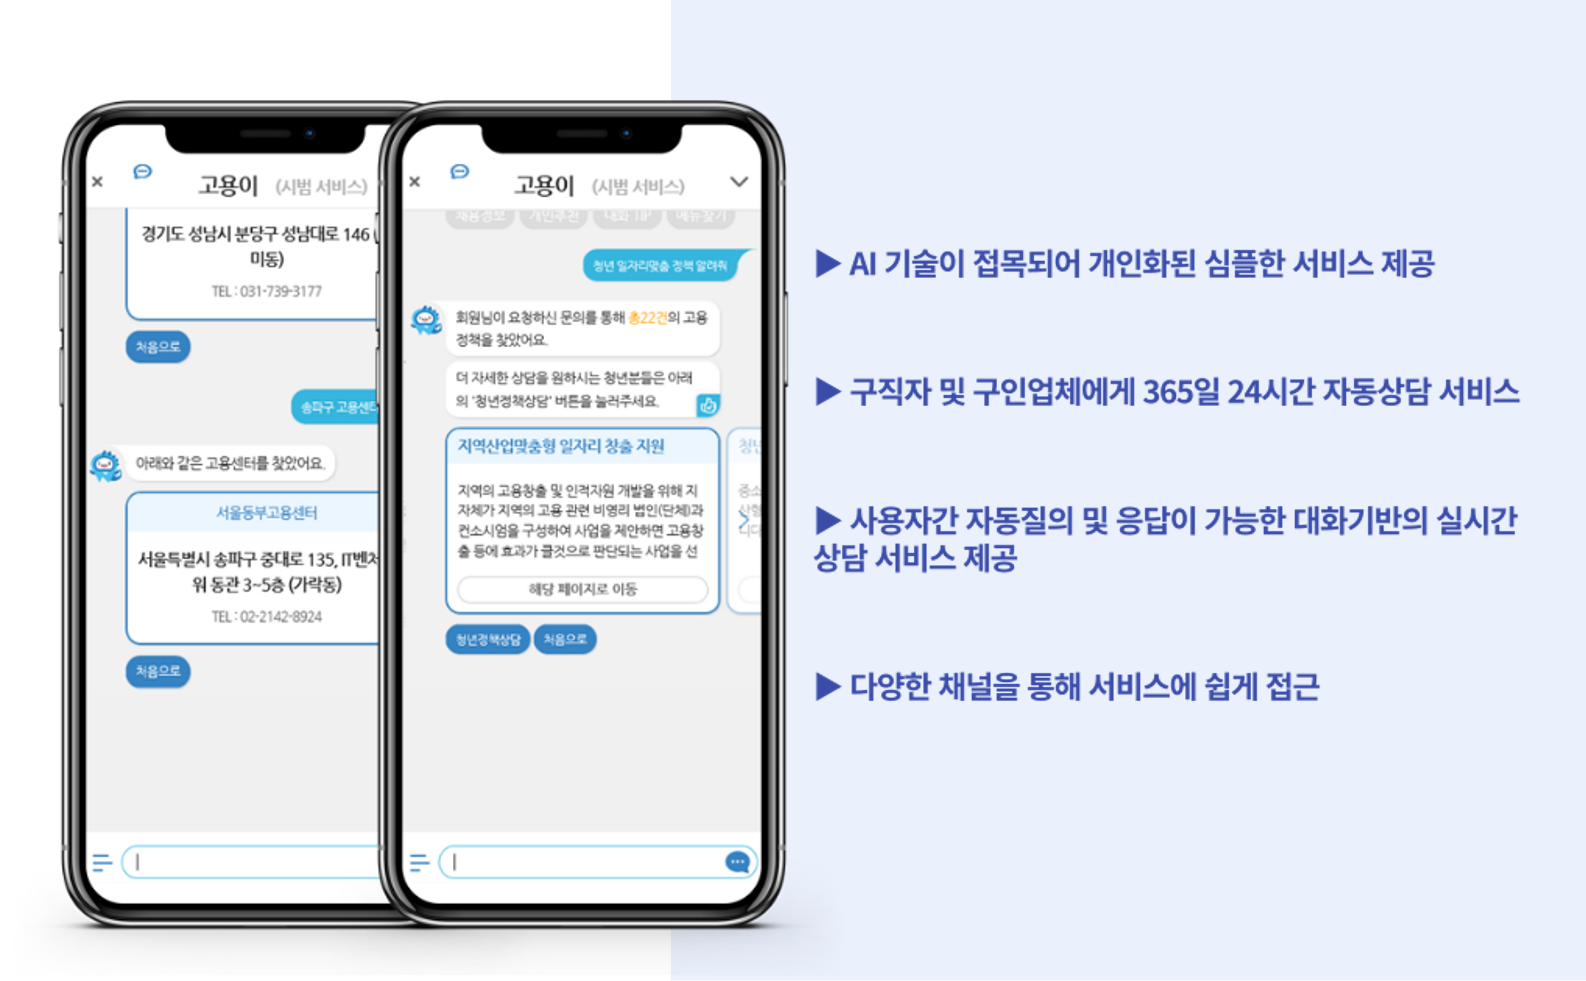 고용이 (시범 서비스)
경기도 성남시 분당구 성남대로 146 (
미동)
TEL : 031-739-3177
처음으로
송파구 고용센터
아래와 같은 고용센터를 찾았어요.
서울동부고용센터
서울특별시 송파구 중대로 135, IT벤처
워 동관 3~5층 (가락동)
TEL : 02-2142-8924
처음으로
고용이 (시범 서비스)
채용정보 개인추천 대화 TIP 메뉴찾기
청년 일자리맞춤 정책 알려줘
회원님이 요청하신 문의를 통해 총22건의 고용
정책을 찾았어요.
더 자세한 상담을 원하시는 청년분들은 아래
의 '청년정책상담' 버튼을 눌러주세요.
지역산업맞춤형 일자리 창출 지원
지역의 고용창출 및 인적자원 개발을 위해 지
자체가 지역의 고용 관련 비영리 법인(단체)과
컨소시엄을 구성하여 사업을 제안하면 고용창
출 등에 효과가 클것으로 판단되는 사업을 선
해당 페이지로 이동
청년정책상담 처음으로
▶ AI 기술이 접목되어 개인화된 심플한 서비스 제공
▶ 구직자 및 구인업체에게 365일 24시간 자동상담 서비스
▶ 사용자간 자동질의 및 응답이 가능한 대화기반의 실시간
상담 서비스 제공
▶ 다양한 채널을 통해 서비스에 쉽게 접근